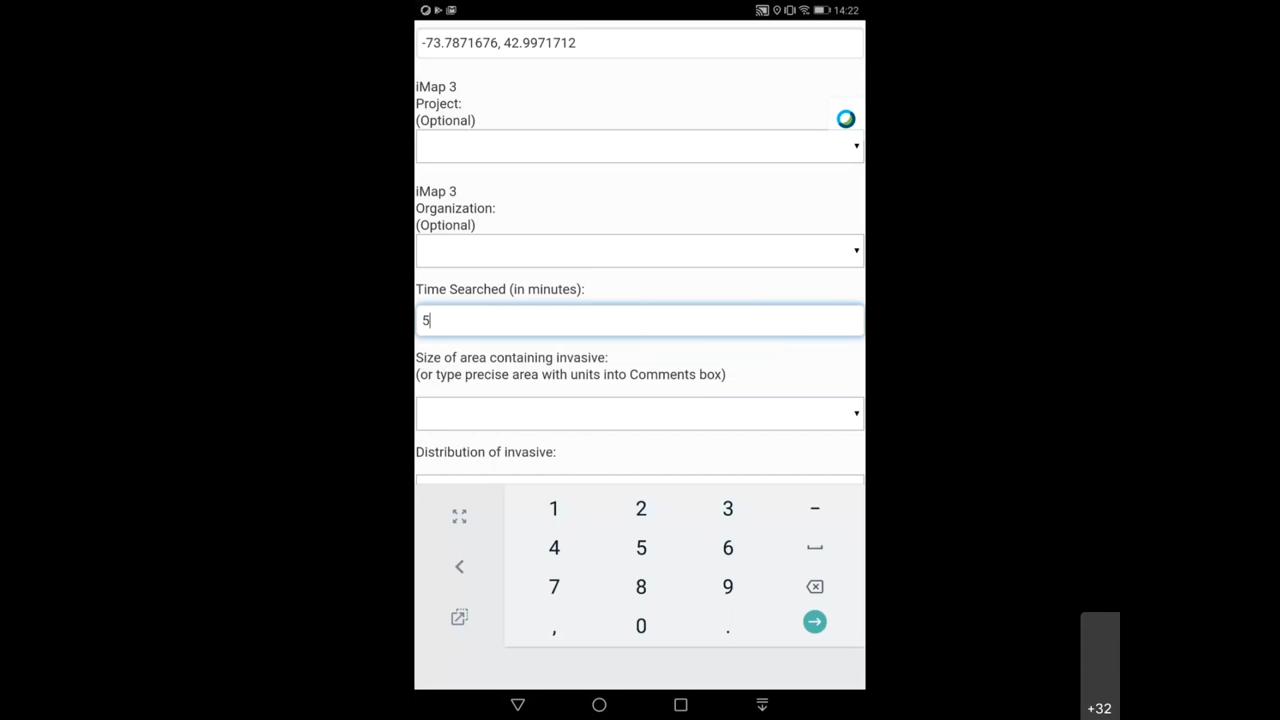 14:22
-73.7871676, 42.9971712
iMap 3
Project:
(Optional)
iMap 3
Organization:
(Optional)
Time Searched (in minutes):
5
Size of area containing invasive:
(or type precise area with units into Comments box)
Distribution of invasive:
1 2 3 -
4 5 6
7 8 9
, 0 .
+32